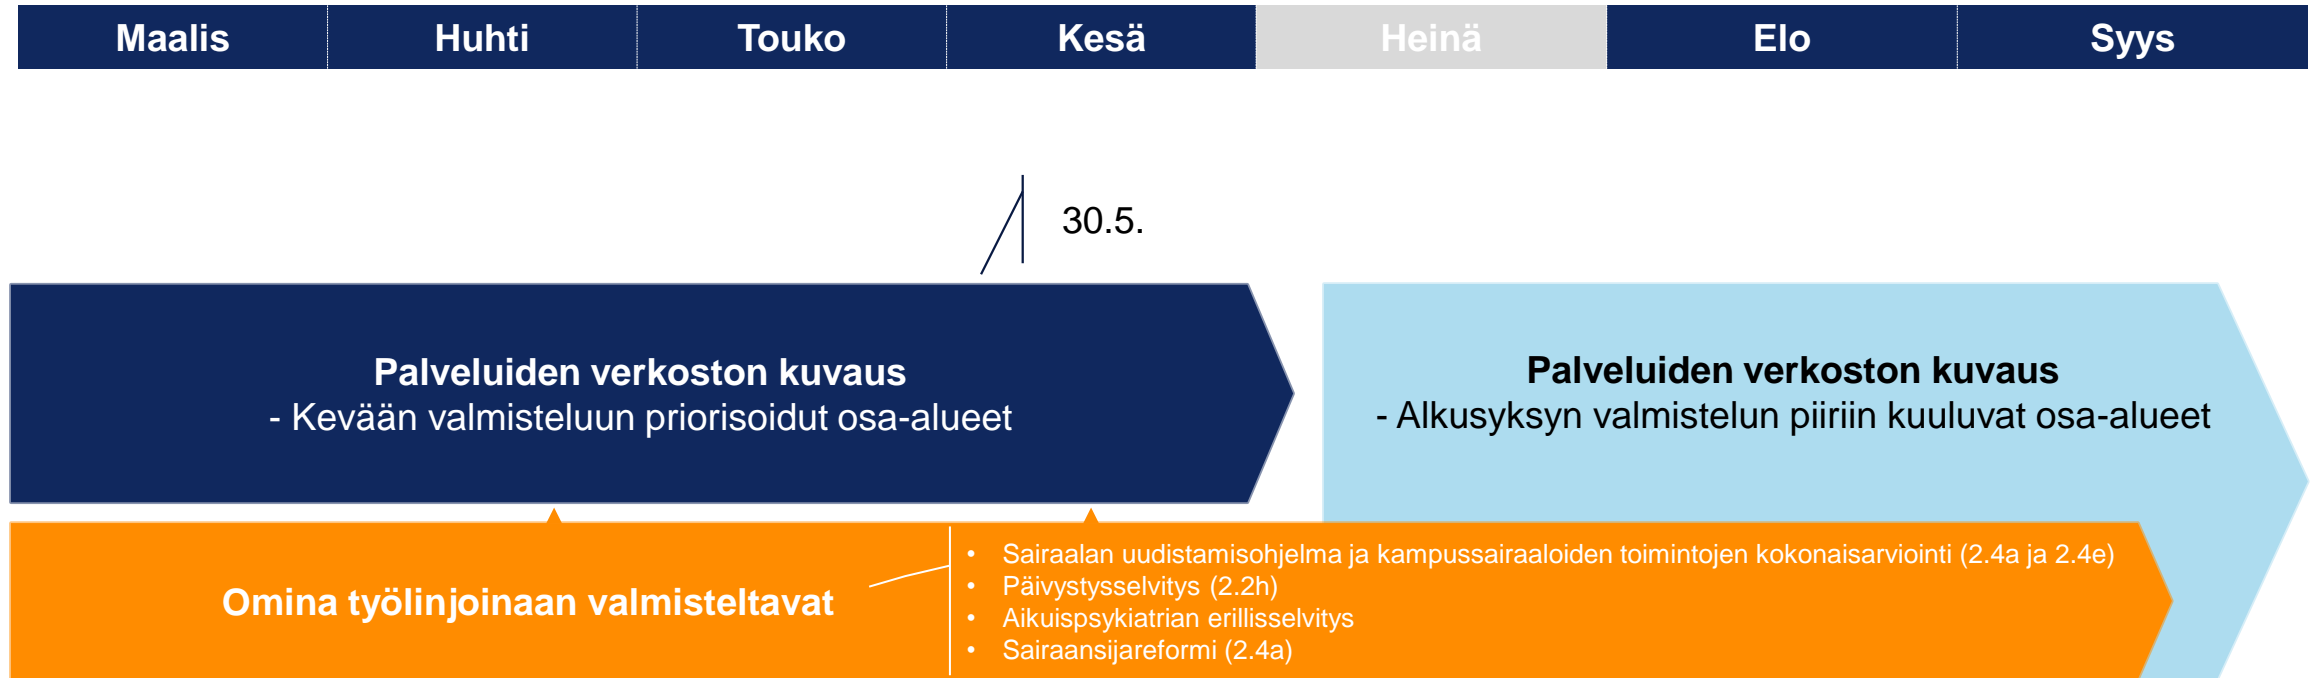 Maalis Huhti Touko Kesä Heinä Elo Syys
30.5.
Palveluiden verkoston kuvaus
- Kevään valmisteluun priorisoidut osa-alueet
Palveluiden verkoston kuvaus
- Alkusyksyn valmistelun piiriin kuuluvat osa-alueet
Omina työlinjoinaan valmisteltavat
• Sairaalan uudistamisohjelma ja kampussairaaloiden toimintojen kokonaisarviointi (2.4a ja 2.4e)
• Päivystysselvitys (2.2h)
• Aikuispsykiatrian erillisselvitys
• Sairaansijareformi (2.4a)